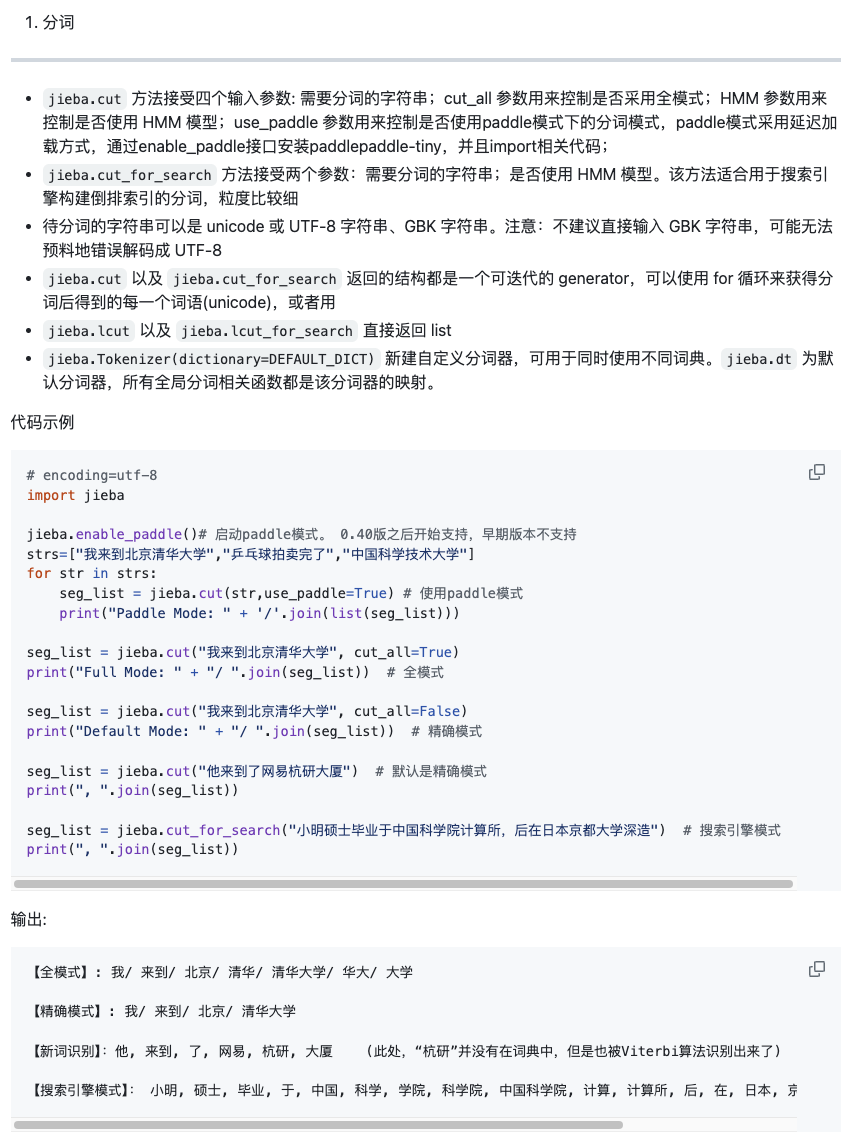 1. 分词
• jieba.cut 方法接受四个输入参数: 需要分词的字符串；cut_all 参数用来控制是否采用全模式；HMM 参数用来
控制是否使用 HMM 模型；use_paddle 参数用来控制是否使用paddle模式下的分词模式，paddle模式采用延迟加
载方式，通过enable_paddle接口安装paddlepaddle-tiny，并且import相关代码；
• jieba.cut_for_search 方法接受两个参数：需要分词的字符串；是否使用 HMM 模型。该方法适合用于搜索引
擎构建倒排索引的分词，粒度比较细
• 待分词的字符串可以是 unicode 或 UTF-8 字符串、GBK 字符串。注意：不建议直接输入 GBK 字符串，可能无法
预料地错误解码成 UTF-8
• jieba.cut 以及 jieba.cut_for_search 返回的结构都是一个可迭代的 generator，可以使用 for 循环来获得分
词后得到的每一个词语(unicode)，或者用
• jieba.lcut 以及 jieba.lcut_for_search 直接返回 list
• jieba.Tokenizer(dictionary=DEFAULT_DICT) 新建自定义分词器，可用于同时使用不同词典。jieba.dt 为默
认分词器，所有全局分词相关函数都是该分词器的映射。
代码示例
# encoding=utf-8
import jieba
jieba.enable_paddle()# 启动paddle模式。 0.40版之后开始支持，早期版本不支持
strs=["我来到北京清华大学","乒乓球拍卖完了","中国科学技术大学"]
for str in strs:
    seg_list = jieba.cut(str,use_paddle=True) # 使用paddle模式
    print("Paddle Mode: " + '/'.join(list(seg_list)))
seg_list = jieba.cut("我来到北京清华大学", cut_all=True)
print("Full Mode: " + "/ ".join(seg_list))  # 全模式
seg_list = jieba.cut("我来到北京清华大学", cut_all=False)
print("Default Mode: " + "/ ".join(seg_list))  # 精确模式
seg_list = jieba.cut("他来到了网易杭研大厦")  # 默认是精确模式
print(", ".join(seg_list))
seg_list = jieba.cut_for_search("小明硕士毕业于中国科学院计算所，后在日本京都大学深造")  # 搜索引擎模式
print(", ".join(seg_list))
输出:
【全模式】: 我/ 来到/ 北京/ 清华/ 清华大学/ 华大/ 大学
【精确模式】: 我/ 来到/ 北京/ 清华大学
【新词识别】：他, 来到, 了, 网易, 杭研, 大厦    (此处，“杭研”并没有在词典中，但是也被Viterbi算法识别出来了)
【搜索引擎模式】： 小明, 硕士, 毕业, 于, 中国, 科学, 学院, 科学院, 中国科学院, 计算, 计算所, 后, 在, 日本,